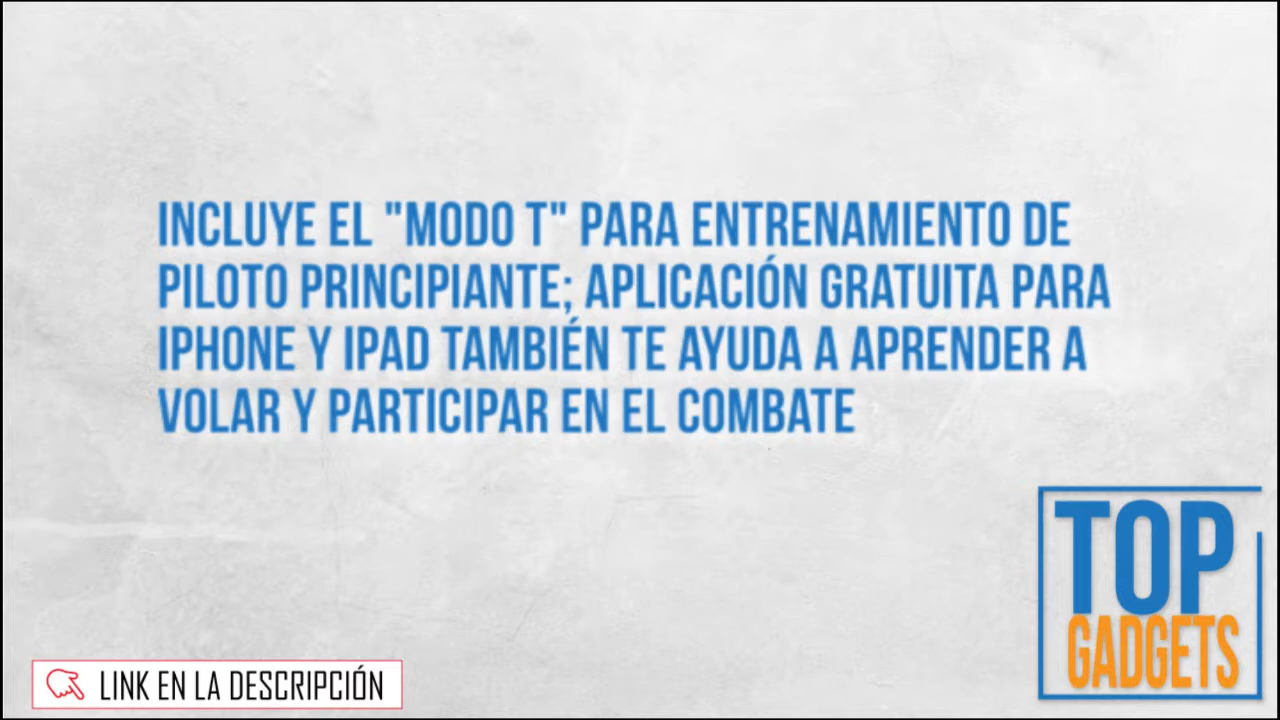 INCLUYE EL "MODO T" PARA ENTRENAMIENTO DE
PILOTO PRINCIPIANTE; APLICACIÓN GRATUITA PARA
IPHONE Y IPAD TAMBIÉN TE AYUDA A APRENDER A
VOLAR Y PARTICIPAR EN EL COMBATE
TOP
GADGETS
LINK EN LA DESCRIPCIÓN